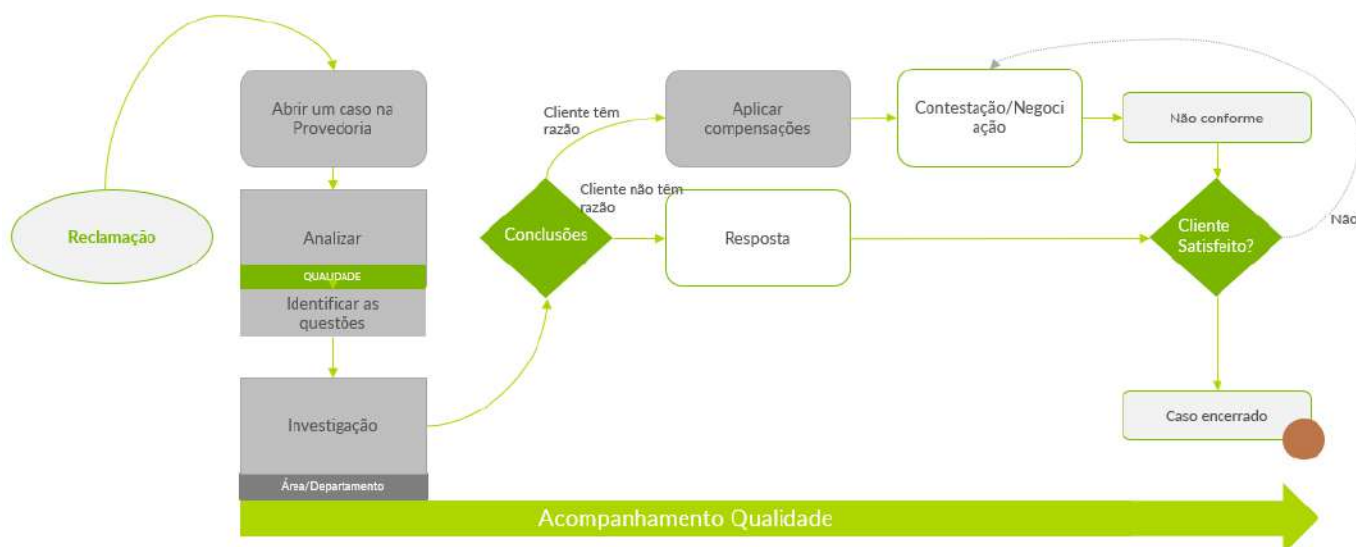 Reclamação
Abrir um caso na
Provedoria
Analizar
QUALIDADE
Identificar as
questões
Investigação
Área/Departamento
Conclusões
Cliente têm
razão
Cliente não têm
razão
Aplicar
compensações
Resposta
Contestação/Negoci
ação
Não conforme
Cliente
Satisfeito?
Não
Caso encerrado
Acompanhamento Qualidade